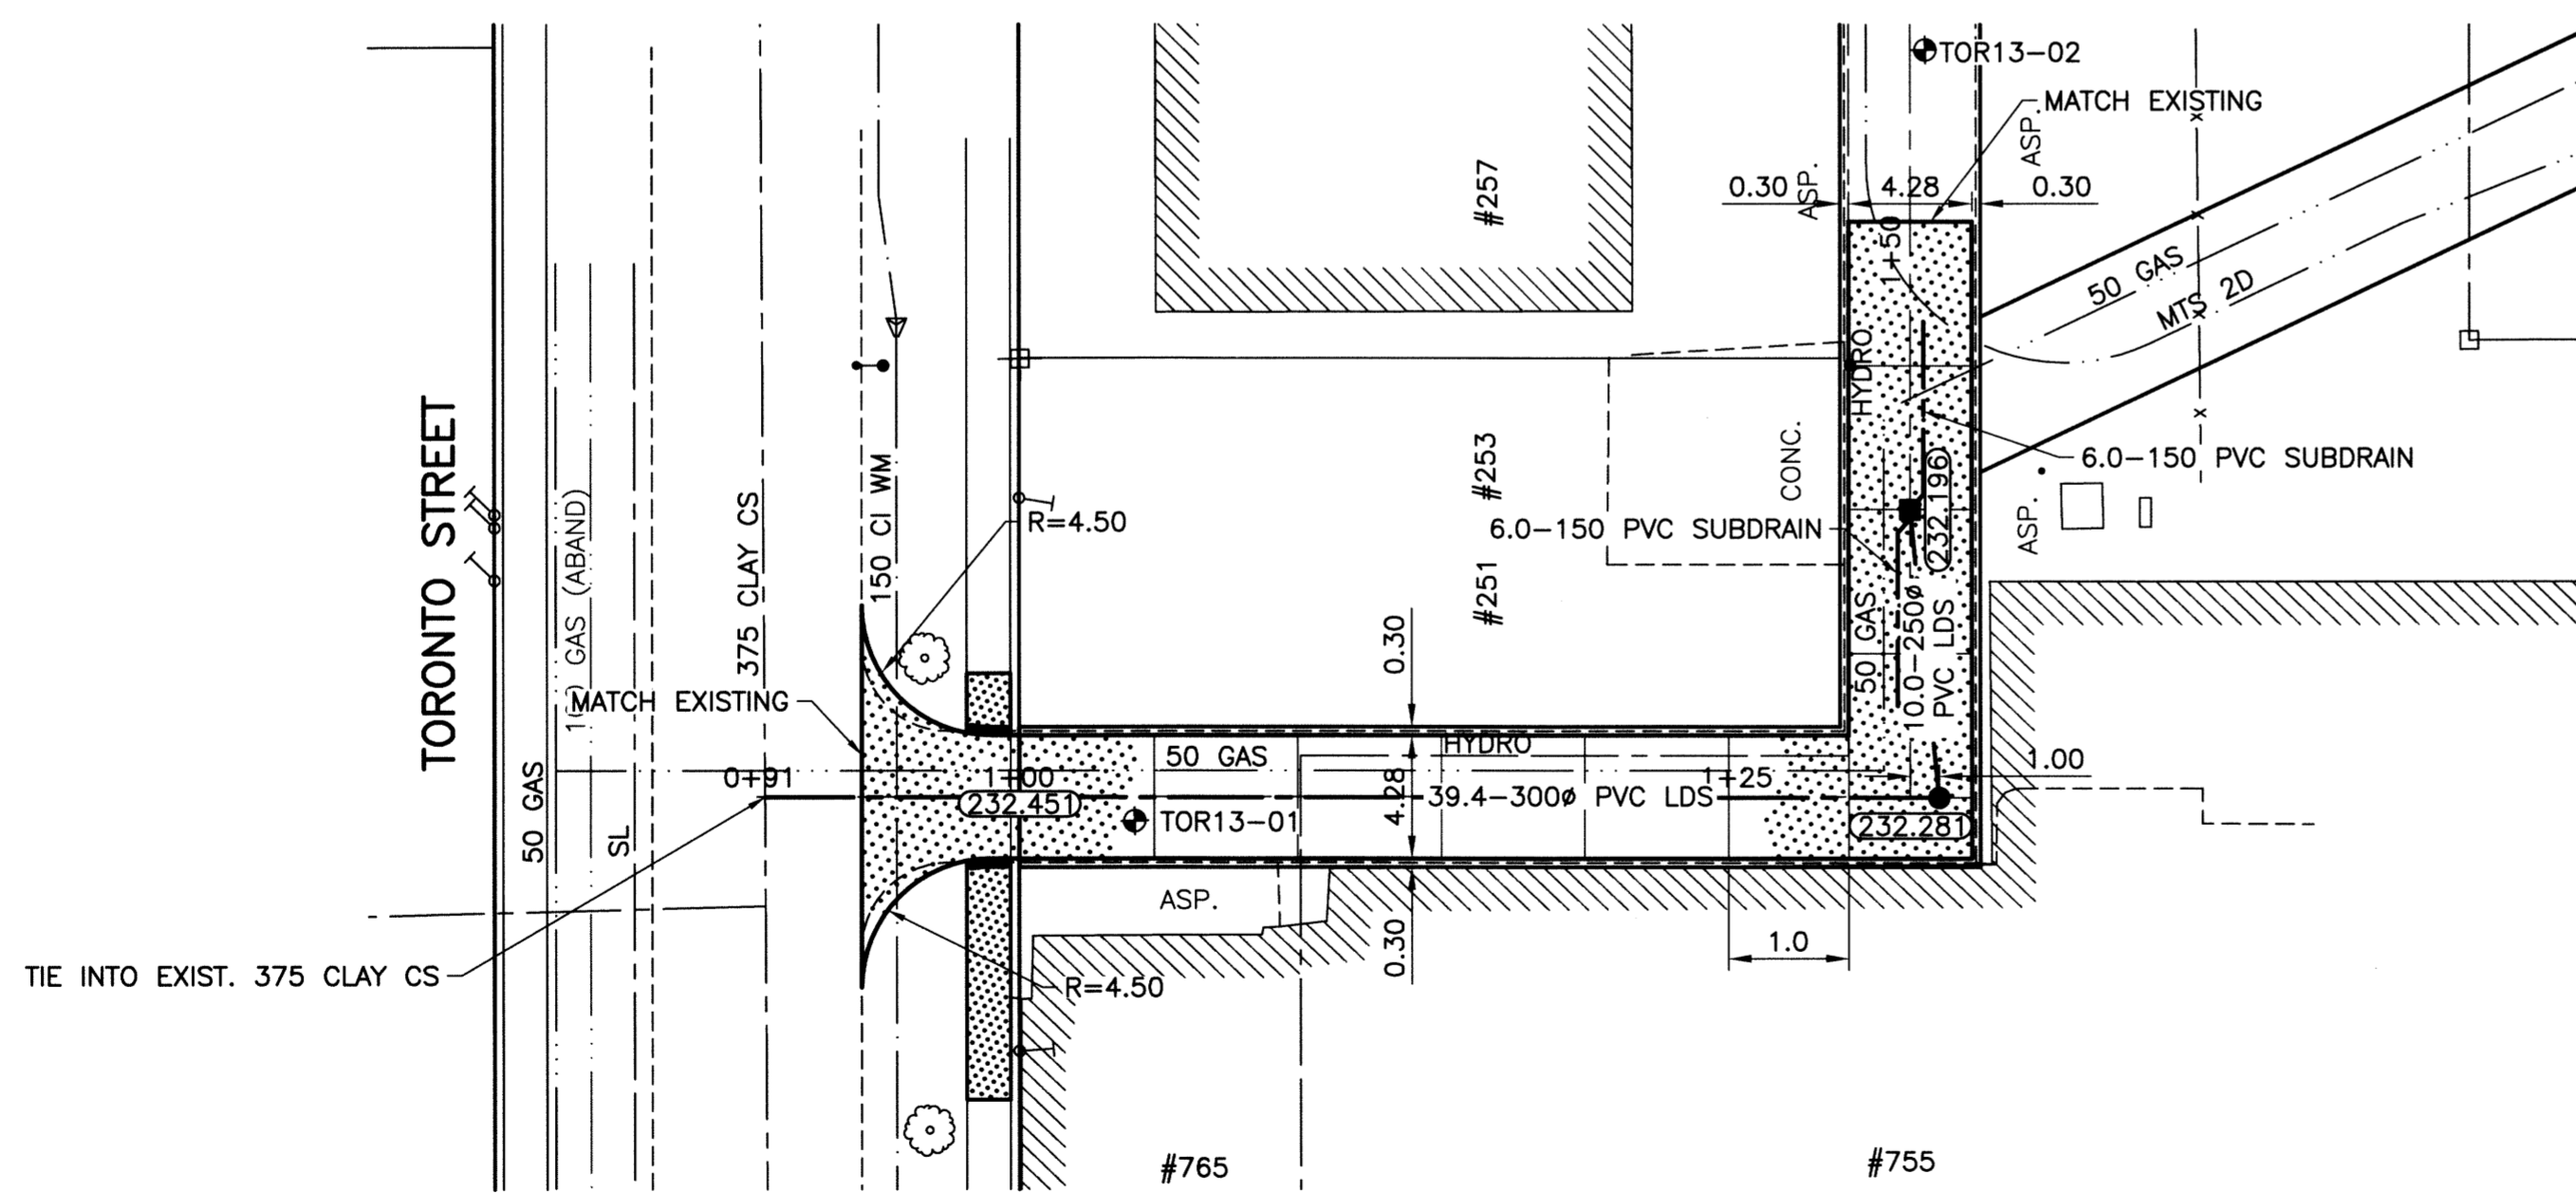 TOR13-02
MATCH EXISTING
ASP.
ASP.
0.30
4.28
0.30
#257
1+50
50 GAS
MTS 2D
HYDRO
TORONTO STREET
GAS (ABAND)
375 CLAY CS
150 CI WM
R=4.50
#253
CONC.
6.0-150 PVC SUBDRAIN
232.196
6.0-150 PVC SUBDRAIN
ASP.
#251
0.30
50 GAS
10.0-250ø
PVC LDS
MATCH EXISTING
50 GAS
HYDRO
0+91
1+00
1+25
1.00
232.451
4.28
39.4-300ø PVC LDS
TOR13-01
232.281
50 GAS
SL
ASP.
0.30
1.0
TIE INTO EXIST. 375 CLAY CS
R=4.50
#765
#755